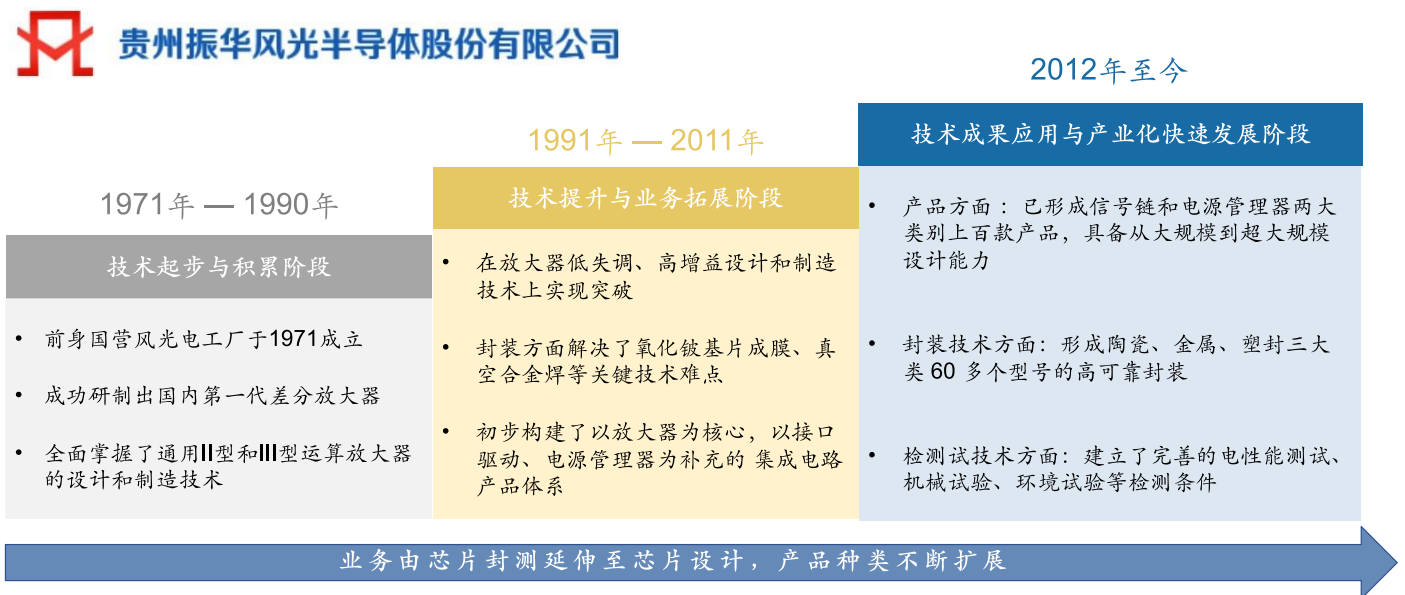 贵州振华风光半导体股份有限公司
1971年 — 1990年
技术起步与积累阶段
• 前身国营风光电工厂于1971成立
• 成功研制出国内第一代差分放大器
• 全面掌握了通用II型和III型运算放大器
的设计和制造技术
1991年 — 2011年
技术提升与业务拓展阶段
• 在放大器低失调、高增益设计和制造
技术上实现突破
• 封装方面解决了氧化铍基片成膜、真
空合金焊等关键技术难点
• 初步构建了以放大器为核心，以接口
驱动、电源管理器为补充的 集成电路
产品体系
2012年至今
技术成果应用与产业化快速发展阶段
• 产品方面 ：已形成信号链和电源管理器两大
类别上百款产品，具备从大规模到超大规模
设计能力
• 封装技术方面：形成陶瓷、金属、塑封三大
类 60 多个型号的高可靠封装
• 检测试技术方面：建立了完善的电性能测试、
机械试验、环境试验等检测条件
业务由芯片封测延伸至芯片设计，产品种类不断扩展